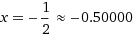 x = −1/2 ≈ −0.50000